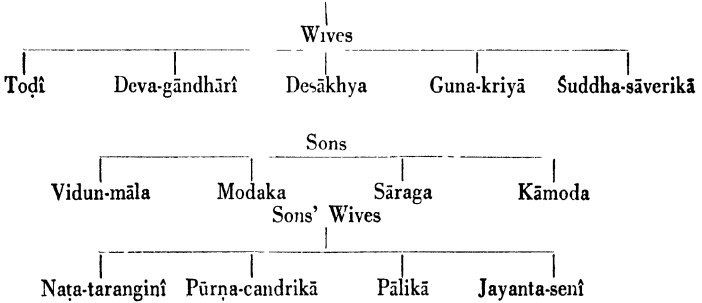 Wives
Toḍî Deva-gāndhārî Desākhya Guna-kriyā Śuddha-sāverikā
Sons
Vidun-māla Modaka Sāraga Kāmoda
Sons' Wives
Naṭa-taranginî Pūrṇa-candrikā Pālikā Jayanta-senî